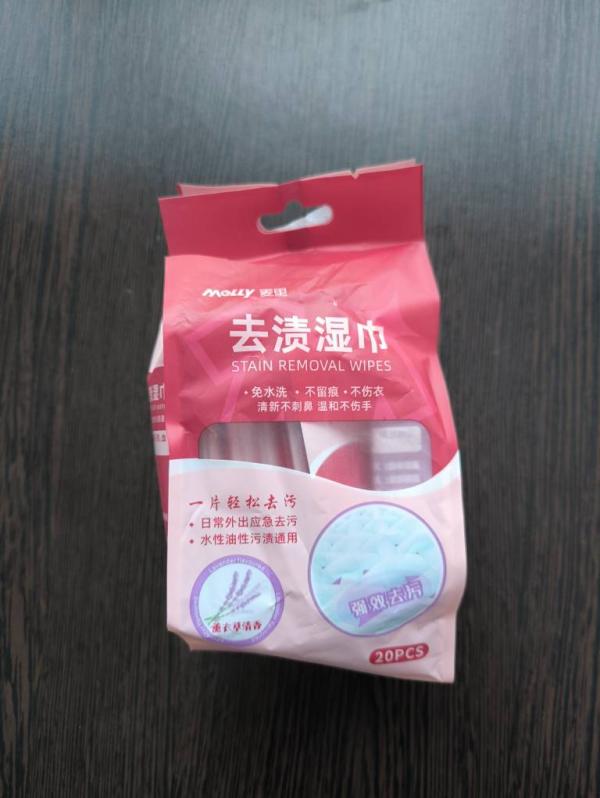 Molly 麦里
去渍湿巾
STAIN REMOVAL WIPES
·免水洗 ·不留痕 ·不伤衣
清新不刺鼻 温和不伤手
一片轻松去污
• 日常外出应急去污
• 水性油性污渍通用
Lavender flavoured
薰衣草清香
强效去污
20PCS